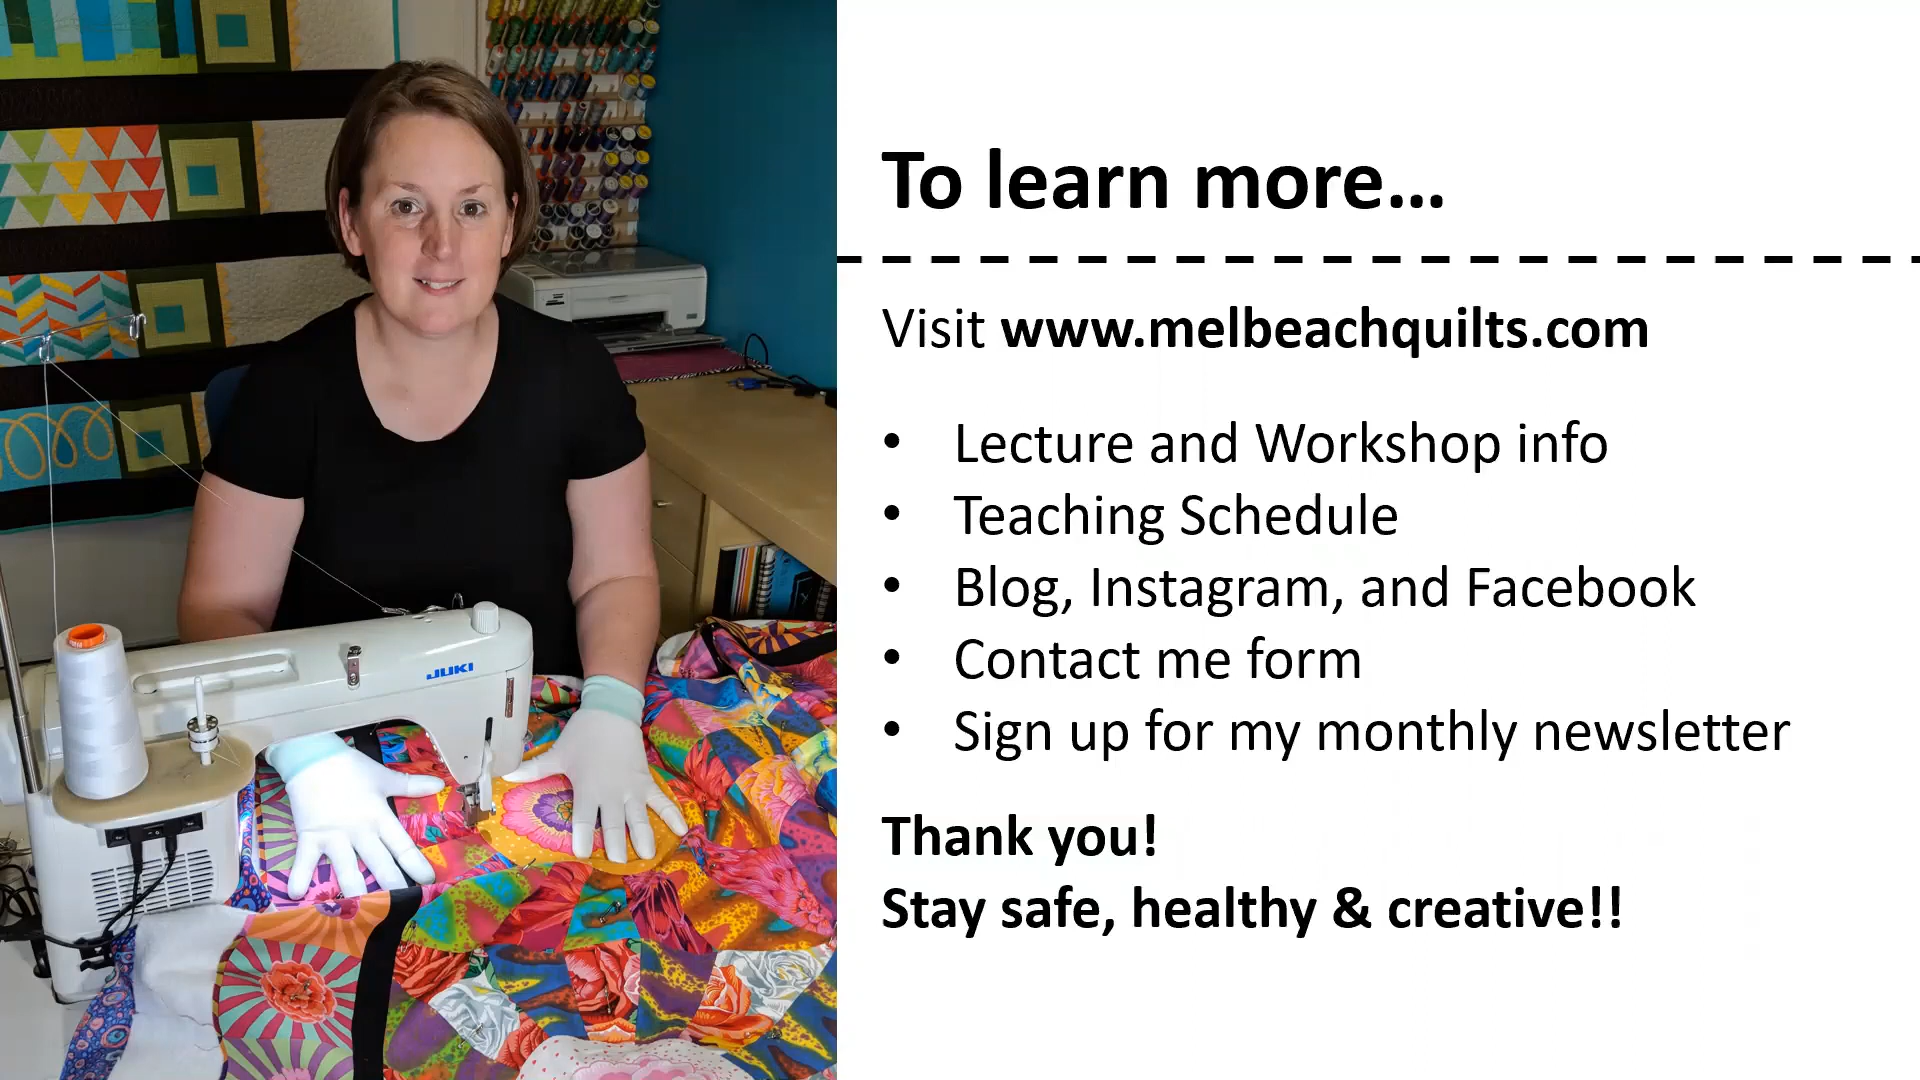 To learn more...
Visit www.melbeachquilts.com
• Lecture and Workshop info
• Teaching Schedule
• Blog, Instagram, and Facebook
• Contact me form
• Sign up for my monthly newsletter
Thank you!
Stay safe, healthy & creative!!
JUKI